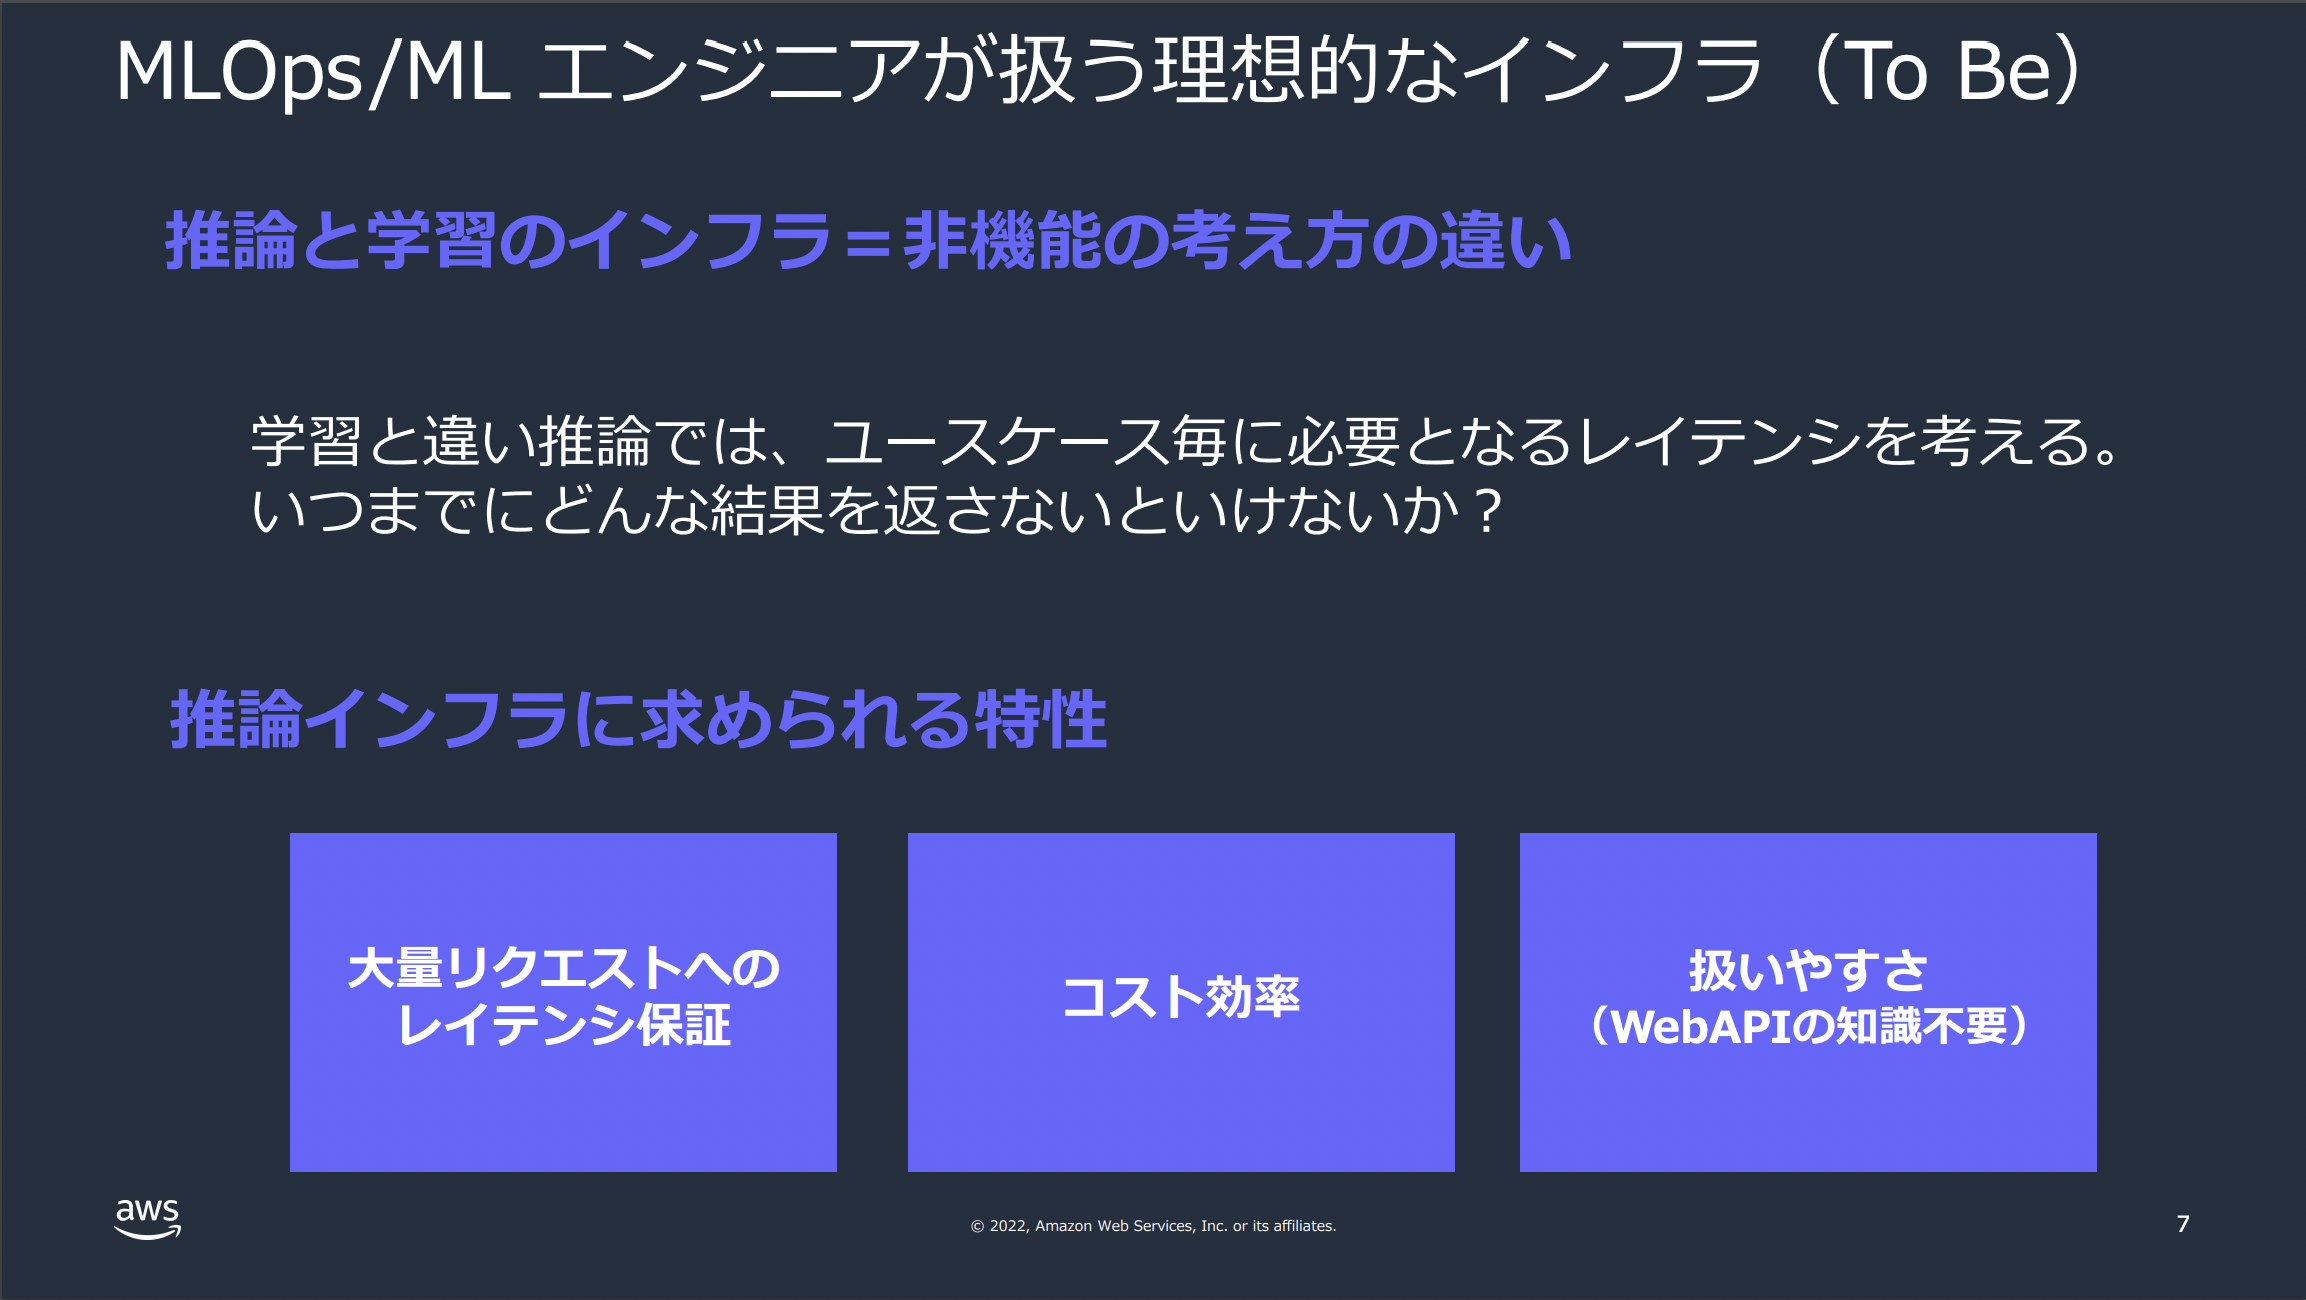 MLOps/ML エンジニアが扱う理想的なインフラ（To Be）
推論と学習のインフラ＝非機能の考え方の違い
学習と違い推論では、ユースケース毎に必要となるレイテンシを考える。
いつまでにどんな結果を返さないといけないか？
推論インフラに求められる特性
大量リクエストへの
レイテンシ保証
コスト効率
扱いやすさ
（WebAPIの知識不要）
aws
© 2022, Amazon Web Services, Inc. or its affiliates.
7